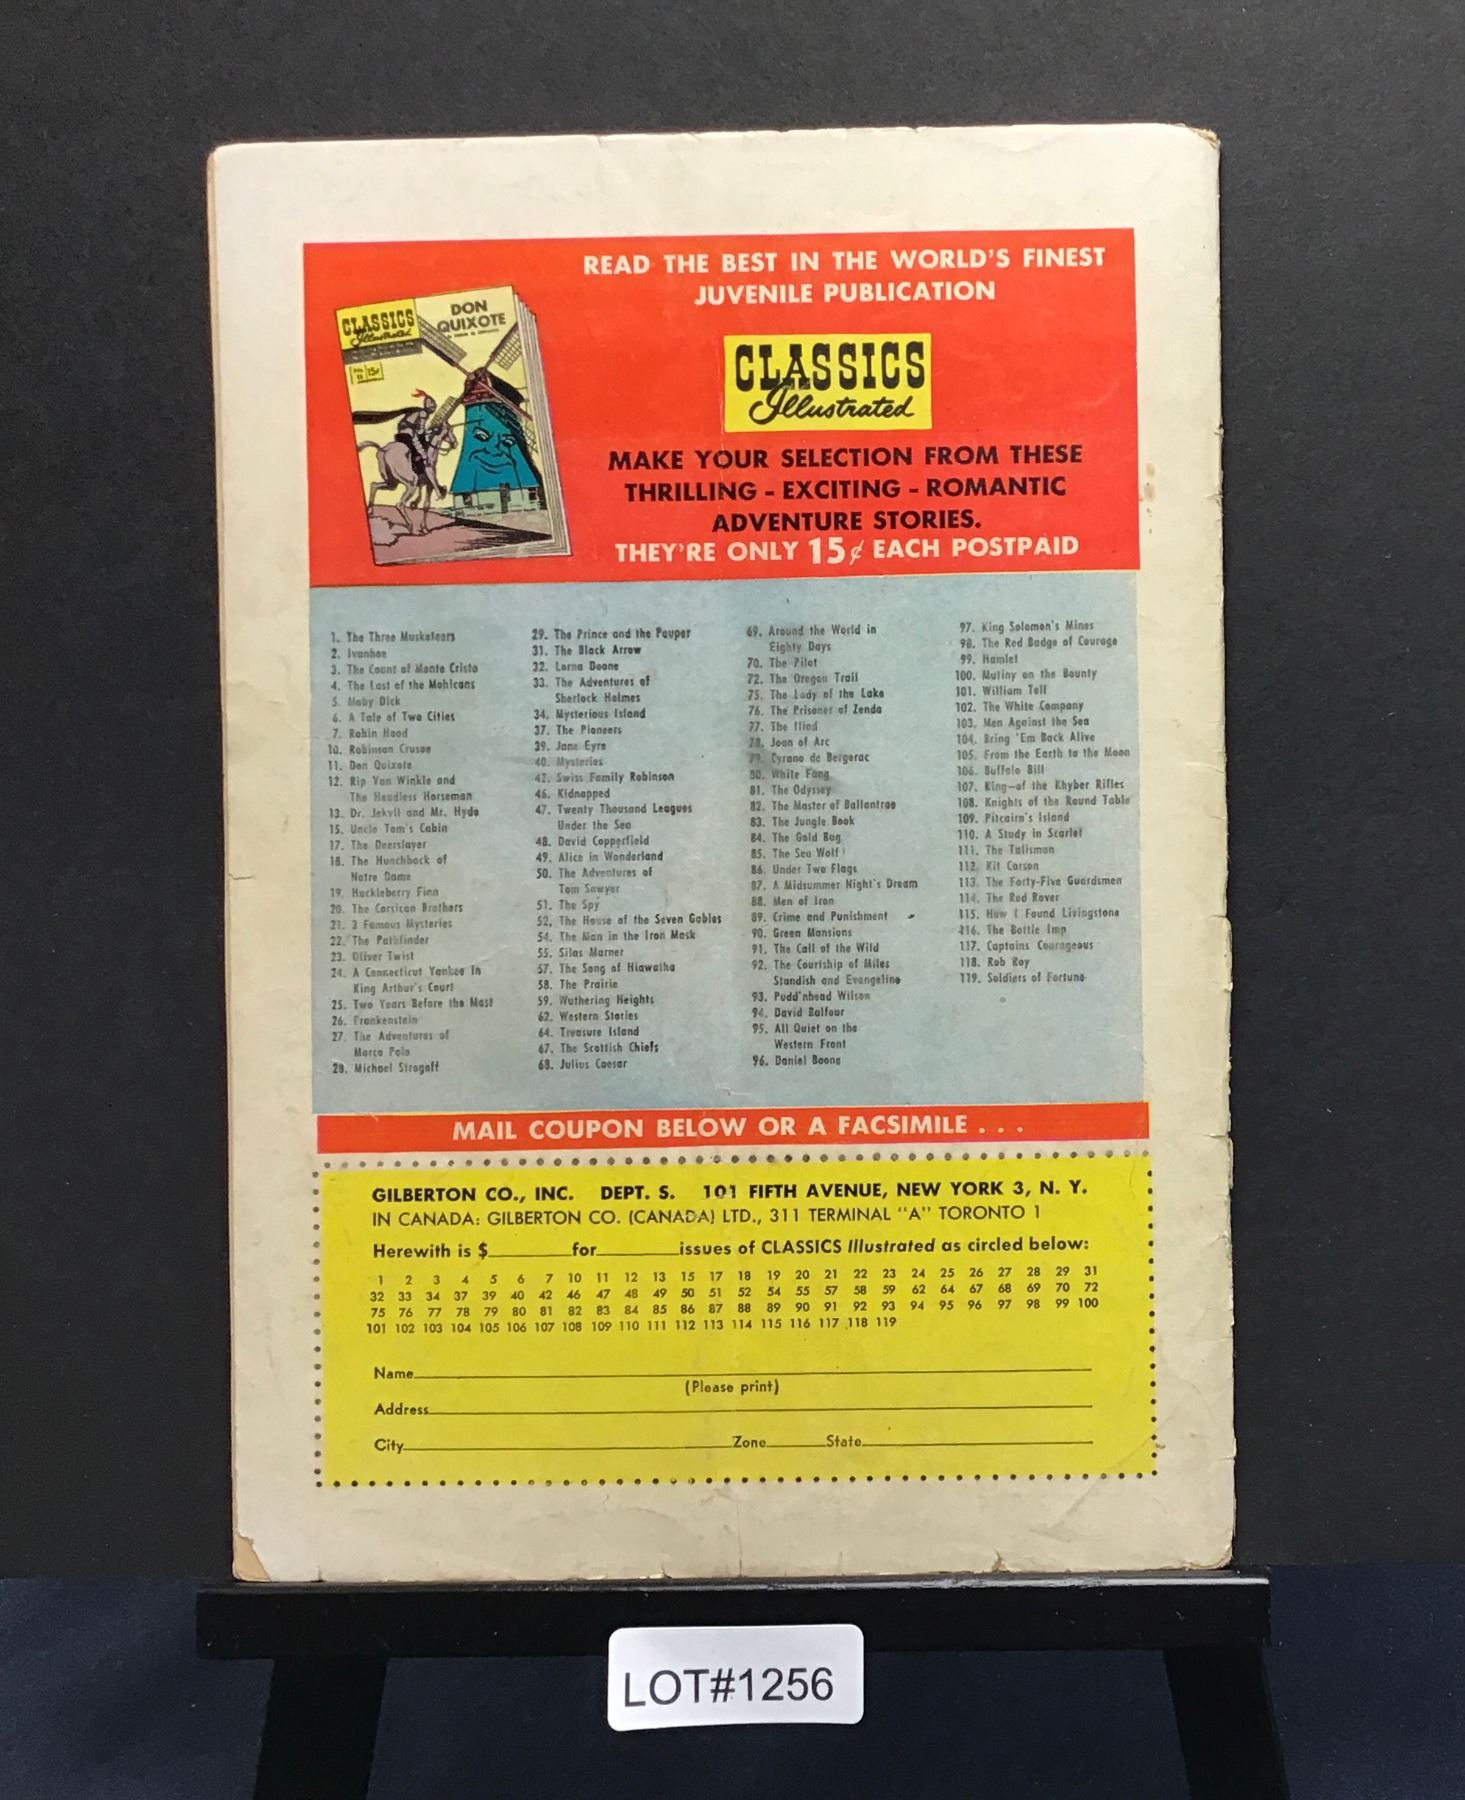 READ THE BEST IN THE WORLD'S FINEST
JUVENILE PUBLICATION
CLASSICS
Illustrated
DON
QUIXOTE
15¢
CLASSICS
Illustrated
MAKE YOUR SELECTION FROM THESE
THRILLING - EXCITING - ROMANTIC
ADVENTURE STORIES.
THEY'RE ONLY 15¢ EACH POSTPAID
1. The Three Musketeers
2. Ivanhoe
3. The Count of Monte Cristo
4. The Last of the Mohicans
5. Moby Dick
6. A Tale of Two Cities
7. Robin Hood
10. Robinson Crusoe
11. Don Quixote
12. Rip Van Winkle and
The Headless Horseman
13. Dr. Jekyll and Mr. Hyde
15. Uncle Tom's Cabin
17. The Deerslayer
18. The Hunchback of
Notre Dame
19. Huckleberry Finn
20. The Corsican Brothers
21. 3 Famous Mysteries
22. The Pathfinder
23. Oliver Twist
24. A Connecticut Yankee In
King Arthur's Court
25. Two Years Before the Mast
26. Frankenstein
27. The Adventures of
Marco Polo
28. Michael Strogoff
29. The Prince and the Pauper
31. The Black Arrow
32. Lorna Doone
33. The Adventures of
Sherlock Holmes
34. Mysterious Island
37. The Pioneers
39. Jane Eyre
40. Mysteries
42. Swiss Family Robinson
46. Kidnapped
47. Twenty Thousand Leagues
Under the Sea
48. David Copperfield
49. Alice in Wonderland
50. The Adventures of
Tom Sawyer
51. The Spy
52. The House of the Seven Gables
54. The Man in the Iron Mask
55. Silas Marner
57. The Song of Hiawatha
58. The Prairie
59. Wuthering Heights
62. Western Stories
64. Treasure Island
67. The Scottish Chiefs
68. Julius Caesar
69. Around the World in
Eighty Days
70. The Pilot
72. The Oregon Trail
75. The Lady of the Lake
76. The Prisoner of Zenda
77. The Iliad
78. Joan of Arc
79. Cyrano de Bergerac
80. White Fang
81. The Odyssey
82. The Master of Ballantrae
83. The Jungle Book
84. The Gold Bug
85. The Sea Wolf
86. Under Two Flags
87. A Midsummer Night's Dream
88. Men of Iron
89. Crime and Punishment
90. Green Mansions
91. The Call of the Wild
92. The Courtship of Miles
Standish and Evangeline
93. Pudd'nhead Wilson
94. David Balfour
95. All Quiet on the
Western Front
96. Daniel Boone
97. King Solomon's Mines
98. The Red Badge of Courage
99. Hamlet
100. Mutiny on the Bounty
101. William Tell
102. The White Company
103. Men Against the Sea
104. Bring 'Em Back Alive
105. From the Earth to the Moon
106. Buffalo Bill
107. King—of the Khyber Rifles
108. Knights of the Round Table
109. Pitcairn's Island
110. A Study in Scarlet
111. The Talisman
112. Kit Carson
113. The Forty-Five Guardsmen
114. The Red Rover
115. How I Found Livingstone
116. The Bottle Imp
117. Captains Courageous
118. Rob Roy
119. Soldiers of Fortune
MAIL COUPON BELOW OR A FACSIMILE . . .
GILBERTON CO., INC. DEPT. S. 101 FIFTH AVENUE, NEW YORK 3, N. Y.
IN CANADA: GILBERTON CO. (CANADA) LTD., 311 TERMINAL "A" TORONTO 1
Herewith is $________for________issues of CLASSICS Illustrated as circled below:
1 2 3 4 5 6 7 10 11 12 13 15 17 18 19 20 21 22 23 24 25 26 27 28 29 31
32 33 34 37 39 40 42 46 47 48 49 50 51 52 54 55 57 58 59 62 64 67 68 69 70 72
75 76 77 78 79 80 81 82 83 84 85 86 87 88 89 90 91 92 93 94 95 96 97 98 99 100
101 102 103 104 105 106 107 108 109 110 111 112 113 114 115 116 117 118 119
Name
(Please print)
Address
City Zone State
LOT#1256